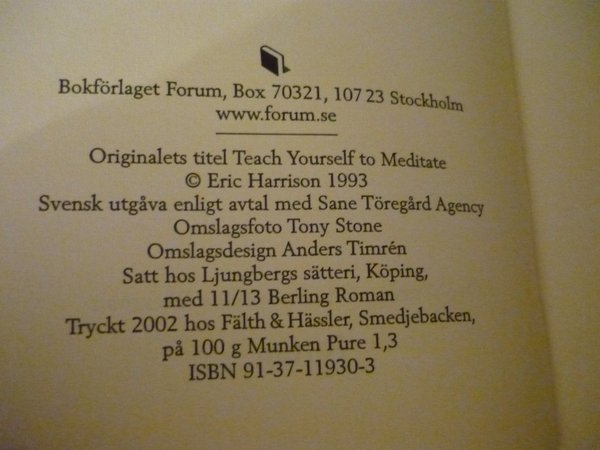 Bokförlaget Forum, Box 70321, 107 23 Stockholm
www.forum.se
Originalets titel Teach Yourself to Meditate
© Eric Harrison 1993
Svensk utgåva enligt avtal med Sane Töregård Agency
Omslagsfoto Tony Stone
Omslagsdesign Anders Timrén
Satt hos Ljungbergs sätteri, Köping,
med 11/13 Berling Roman
Tryckt 2002 hos Fälth & Hässler, Smedjebacken,
på 100 g Munken Pure 1,3
ISBN 91-37-11930-3